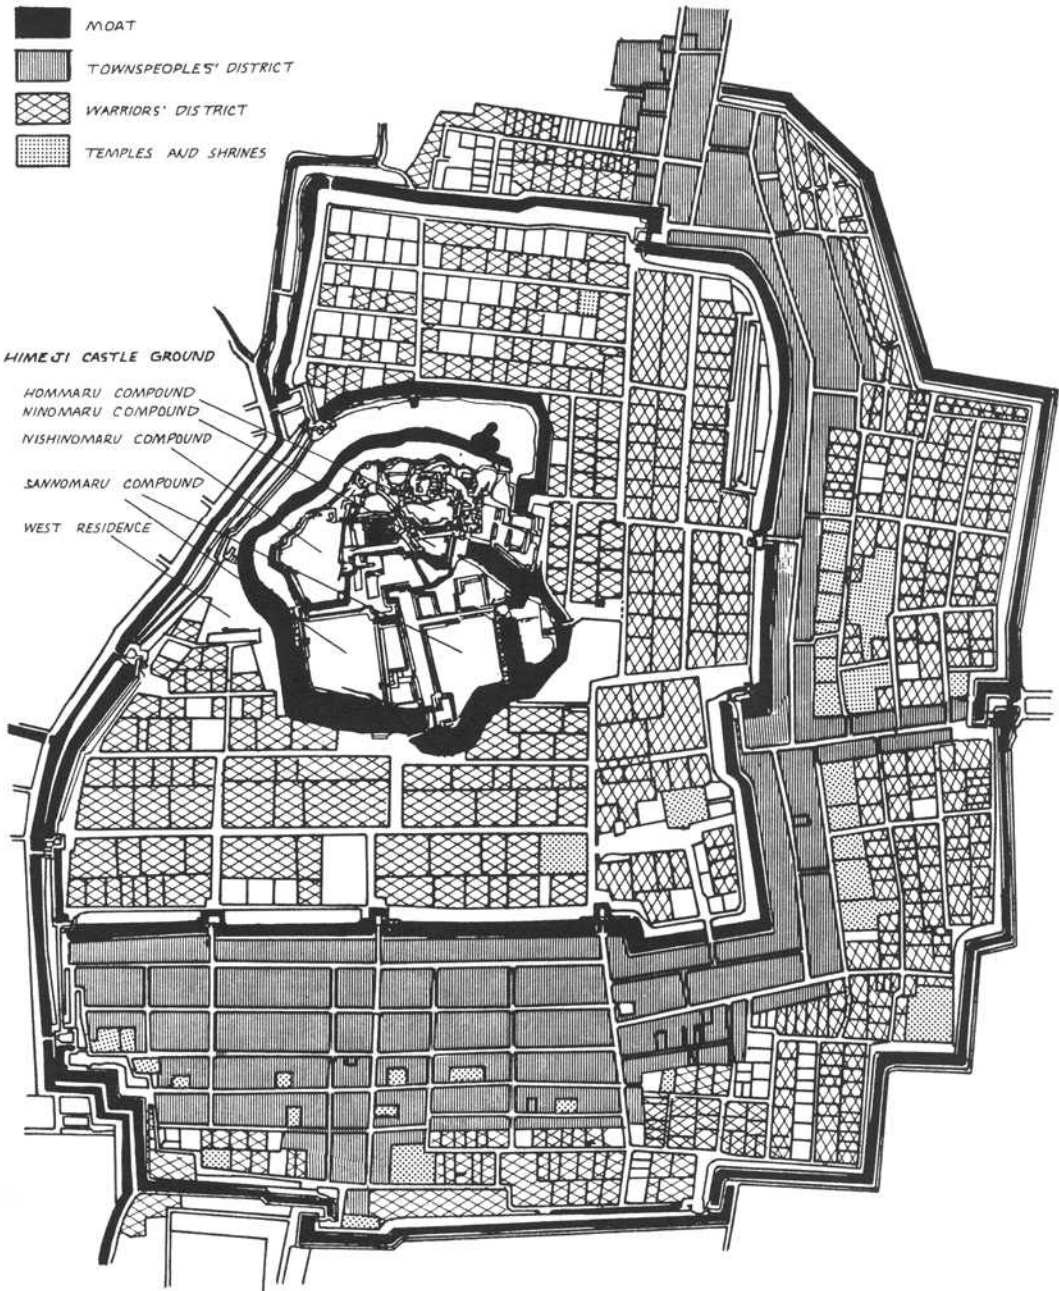 MOAT
TOWNSPEOPLES' DISTRICT
WARRIORS' DISTRICT
TEMPLES AND SHRINES
HIMEJI CASTLE GROUND
HOMMARU COMPOUND
NINOMARU COMPOUND
NISHINOMARU COMPOUND
SANNOMARU COMPOUND
WEST RESIDENCE